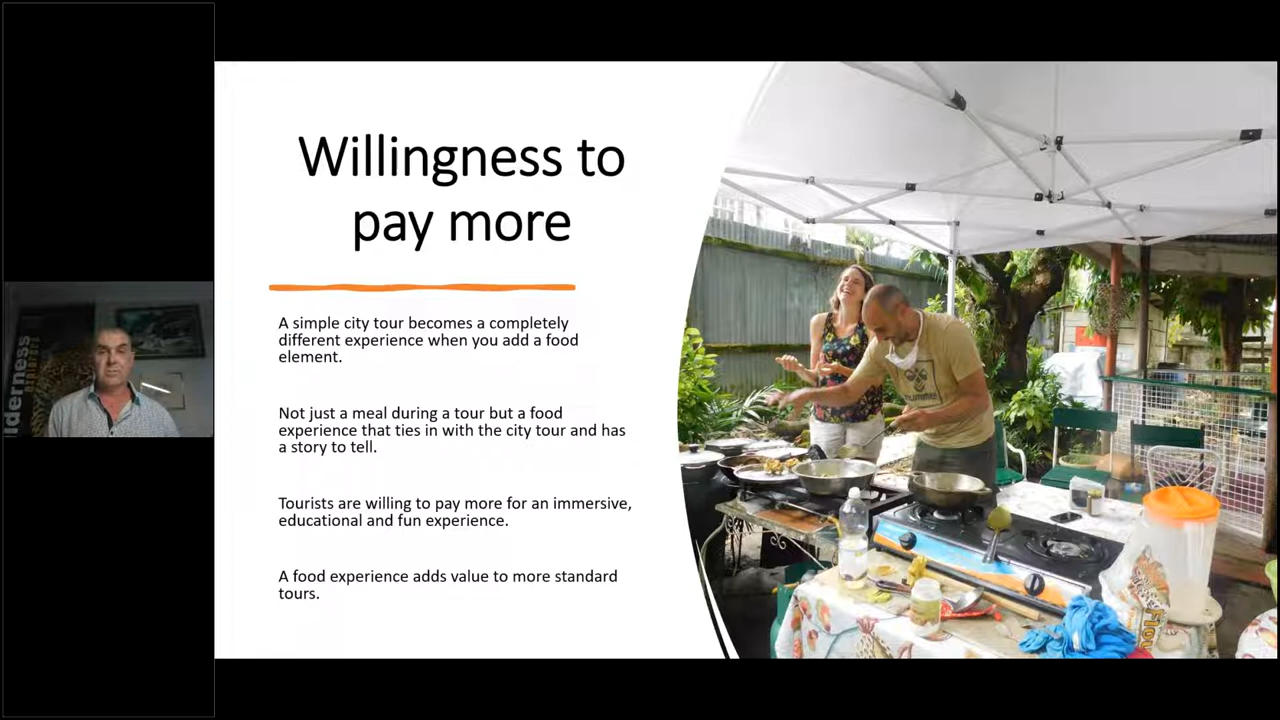 Willingness to
pay more
A simple city tour becomes a completely
different experience when you add a food
element.
Not just a meal during a tour but a food
experience that ties in with the city tour and has
a story to tell.
Tourists are willing to pay more for an immersive,
educational and fun experience.
A food experience adds value to more standard
tours.